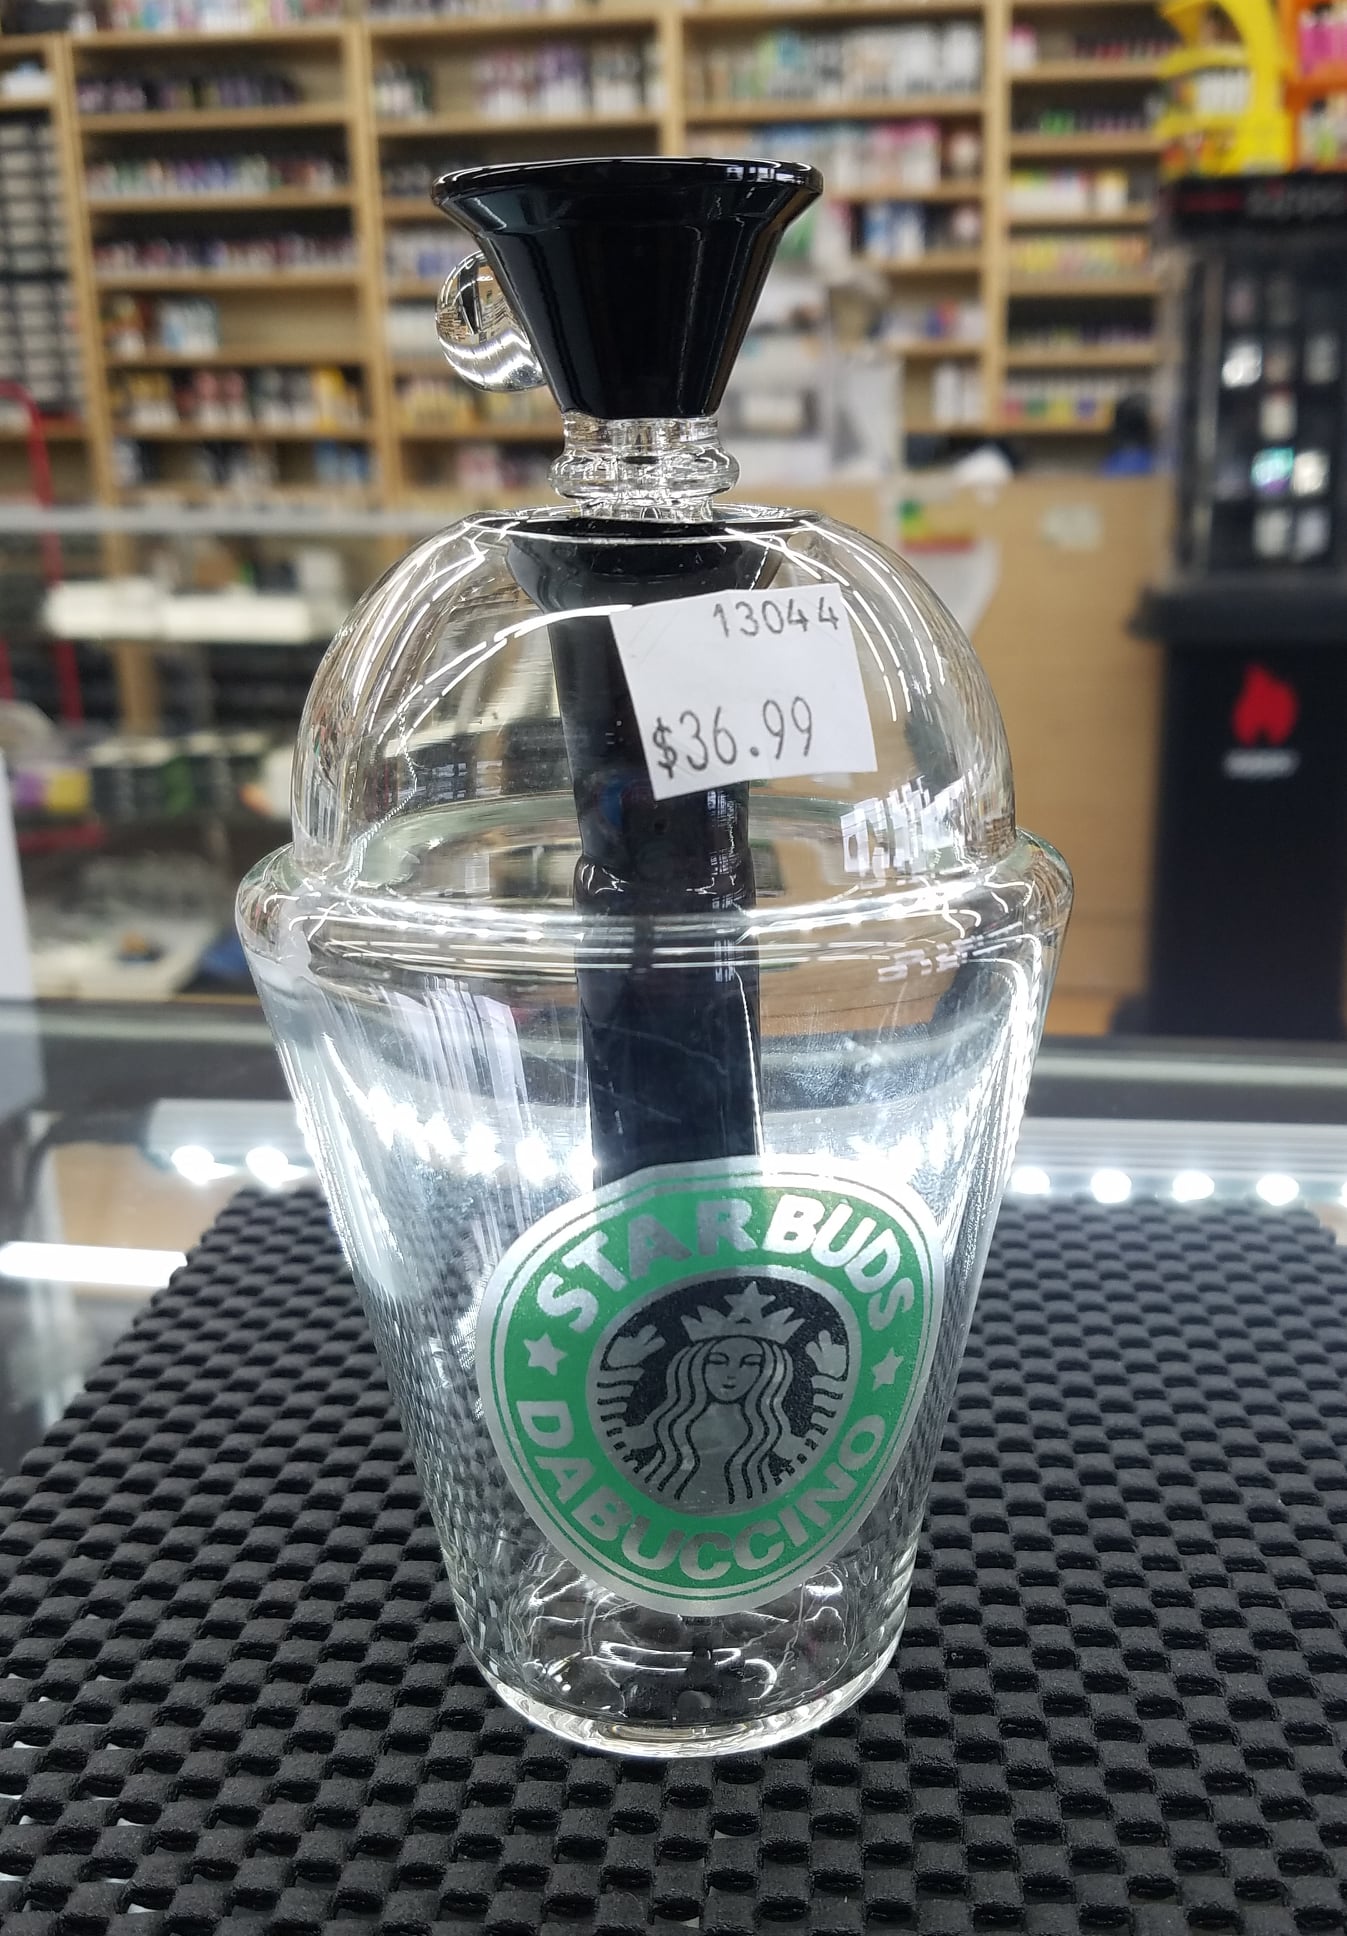 13044
$36.99
STARBUDS
DABUCCINO